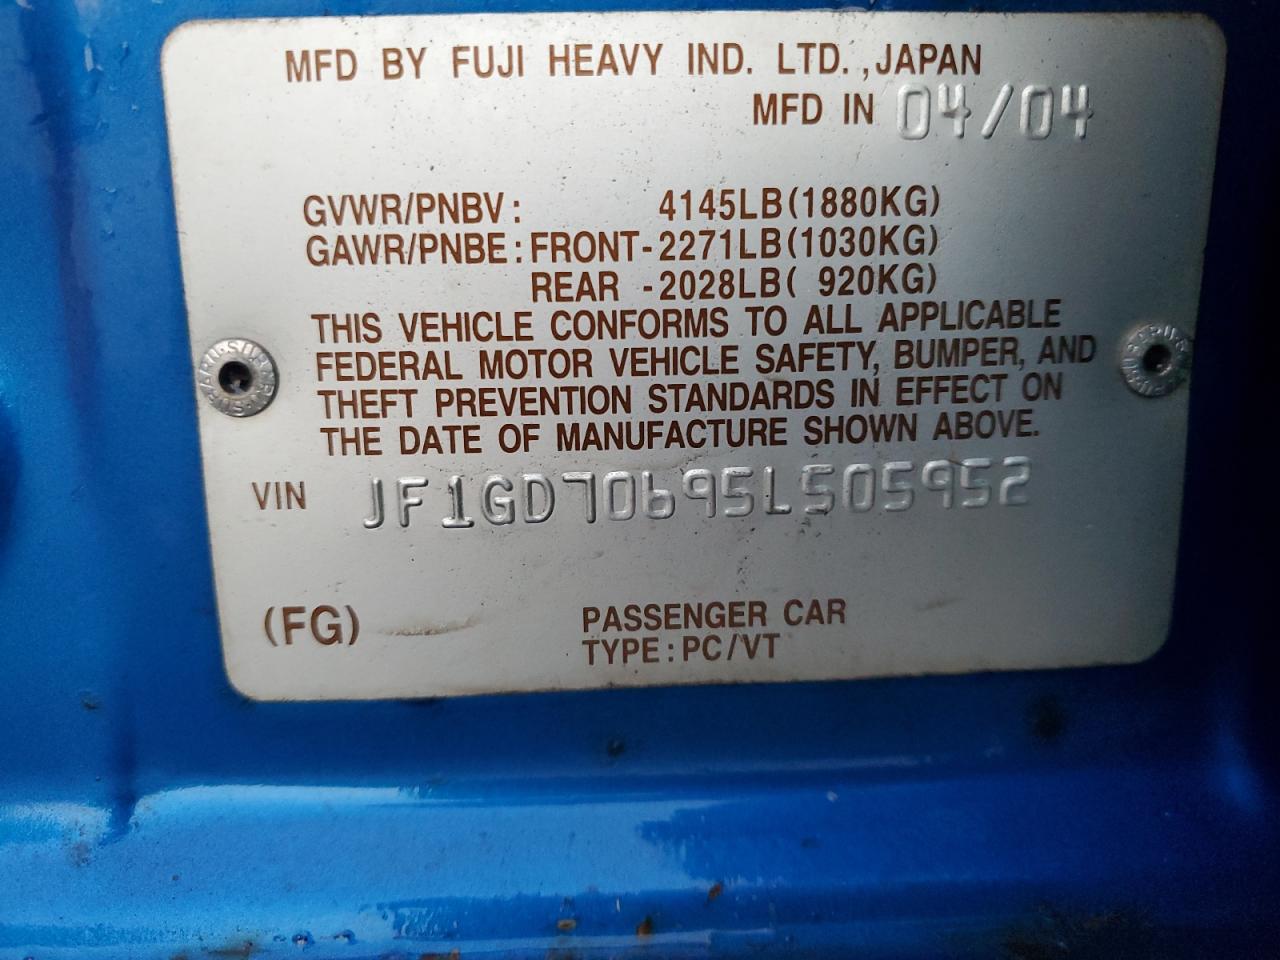 MFD BY FUJI HEAVY IND. LTD.,JAPAN
MFD IN 04/04
GVWR/PNBV: 4145LB(1880KG)
GAWR/PNBE:FRONT-2271LB(1030KG)
REAR -2028LB( 920KG)
THIS VEHICLE CONFORMS TO ALL APPLICABLE
FEDERAL MOTOR VEHICLE SAFETY, BUMPER, AND
THEFT PREVENTION STANDARDS IN EFFECT ON
THE DATE OF MANUFACTURE SHOWN ABOVE.
VIN JF1GD70695L505952
(FG) PASSENGER CAR
TYPE:PC/VT